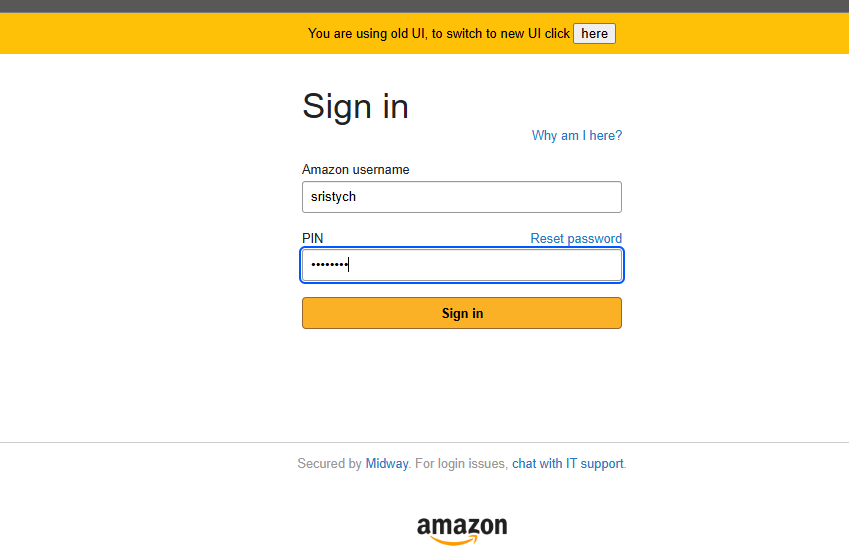 You are using old UI, to switch to new UI click here
Sign in
Why am I here?
Amazon username
sristych
PIN
Reset password
••••••••
Sign in
Secured by Midway. For login issues, chat with IT support.
amazon